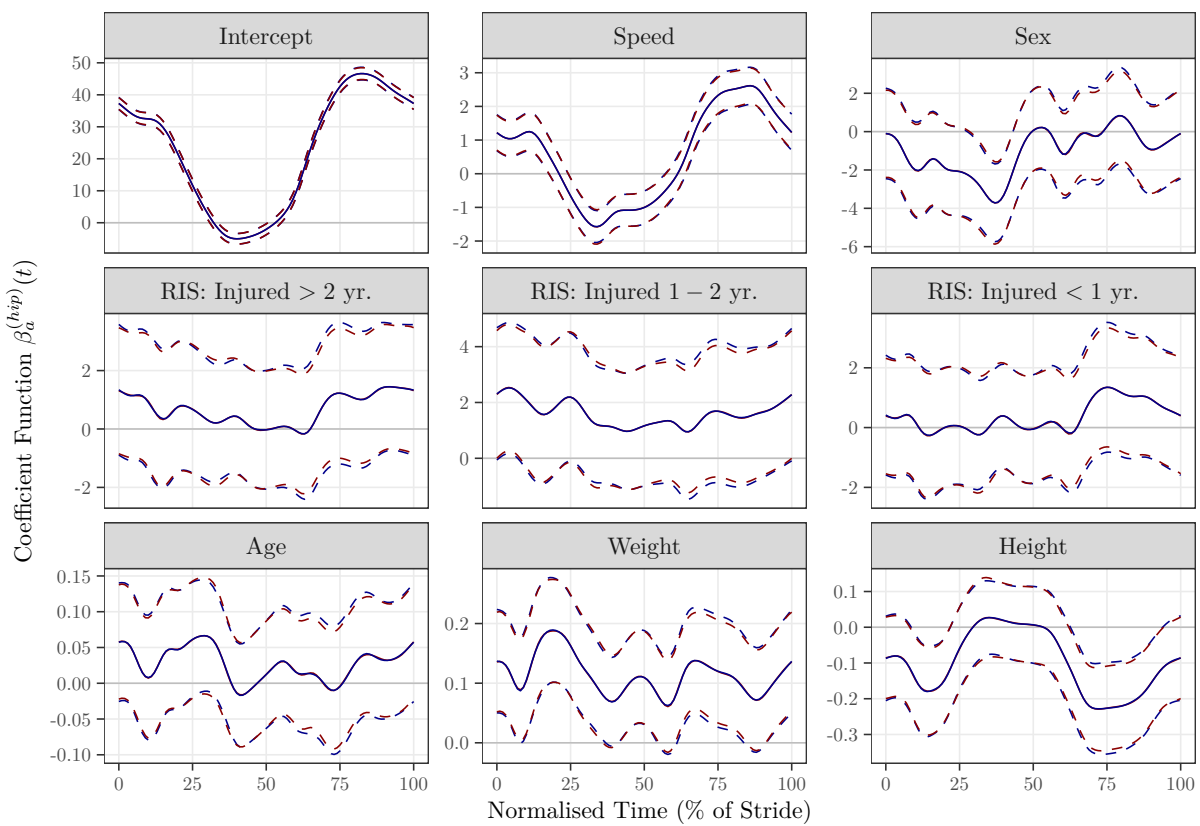 Intercept
Speed
Sex
50
40
30
20
10
0
3
2
1
0
-1
-2
2
0
-2
-4
-6
RIS: Injured > 2 yr.
RIS: Injured 1 − 2 yr.
RIS: Injured < 1 yr.
2
0
-2
4
2
0
2
0
-2
Age
Weight
Height
0.15
0.10
0.05
0.00
-0.05
-0.10
0.2
0.1
0.0
0.1
0.0
-0.1
-0.2
-0.3
0 25 50 75 100
0 25 50 75 100
0 25 50 75 100
Normalised Time (% of Stride)
Coefficient Function β_a^{(hip)}(t)